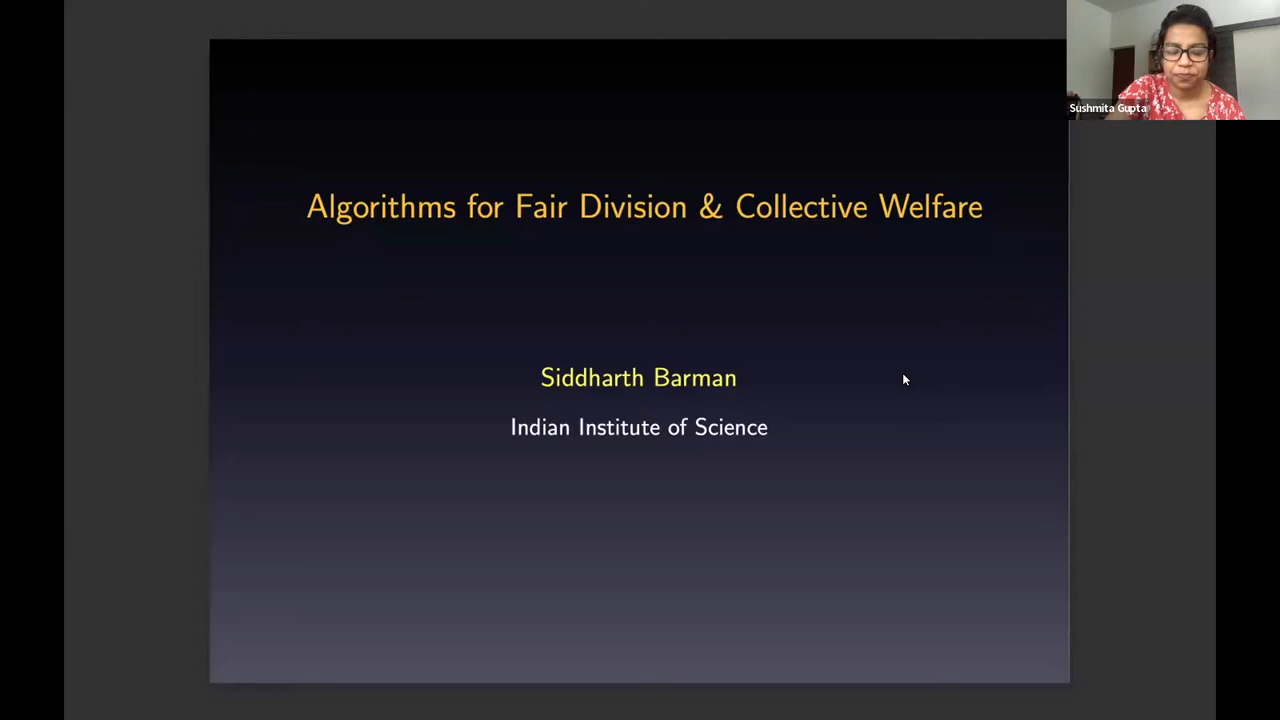 Sushmita Gupta
Algorithms for Fair Division & Collective Welfare
Siddharth Barman
Indian Institute of Science